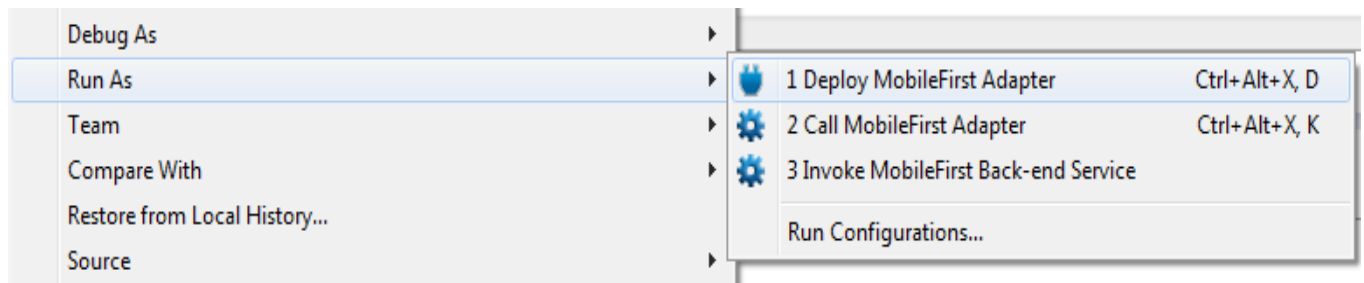 Debug As
Run As
Team
Compare With
Restore from Local History...
Source
1 Deploy MobileFirst Adapter Ctrl+Alt+X, D
2 Call MobileFirst Adapter Ctrl+Alt+X, K
3 Invoke MobileFirst Back-end Service
Run Configurations...